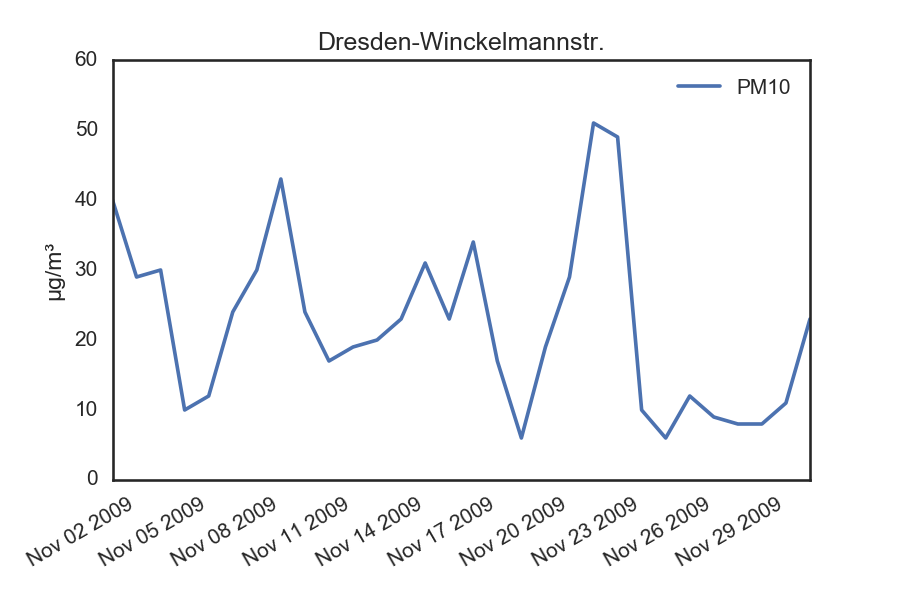 Dresden-Winckelmannstr.
PM10
60
50
40
30
20
10
0
µg/m³
Nov 02 2009
Nov 05 2009
Nov 08 2009
Nov 11 2009
Nov 14 2009
Nov 17 2009
Nov 20 2009
Nov 23 2009
Nov 26 2009
Nov 29 2009